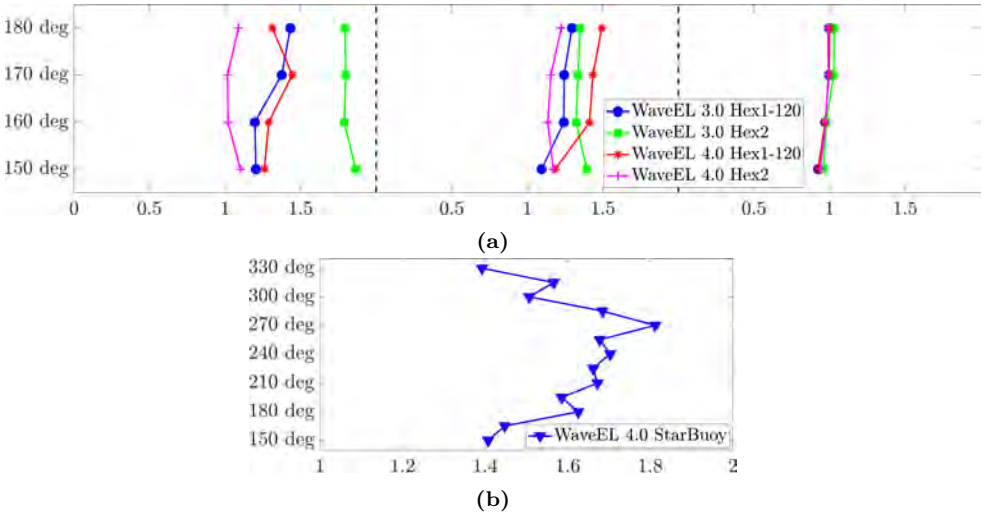 180 deg
170 deg
160 deg
150 deg
WaveEL 3.0 Hex1-120
WaveEL 3.0 Hex2
WaveEL 4.0 Hex1-120
WaveEL 4.0 Hex2
0 0.5 1 1.5 0.5 1 1.5 0.5 1 1.5
(a)
330 deg
300 deg
270 deg
240 deg
210 deg
180 deg
150 deg
WaveEL 4.0 StarBuoy
1 1.2 1.4 1.6 1.8 2
(b)